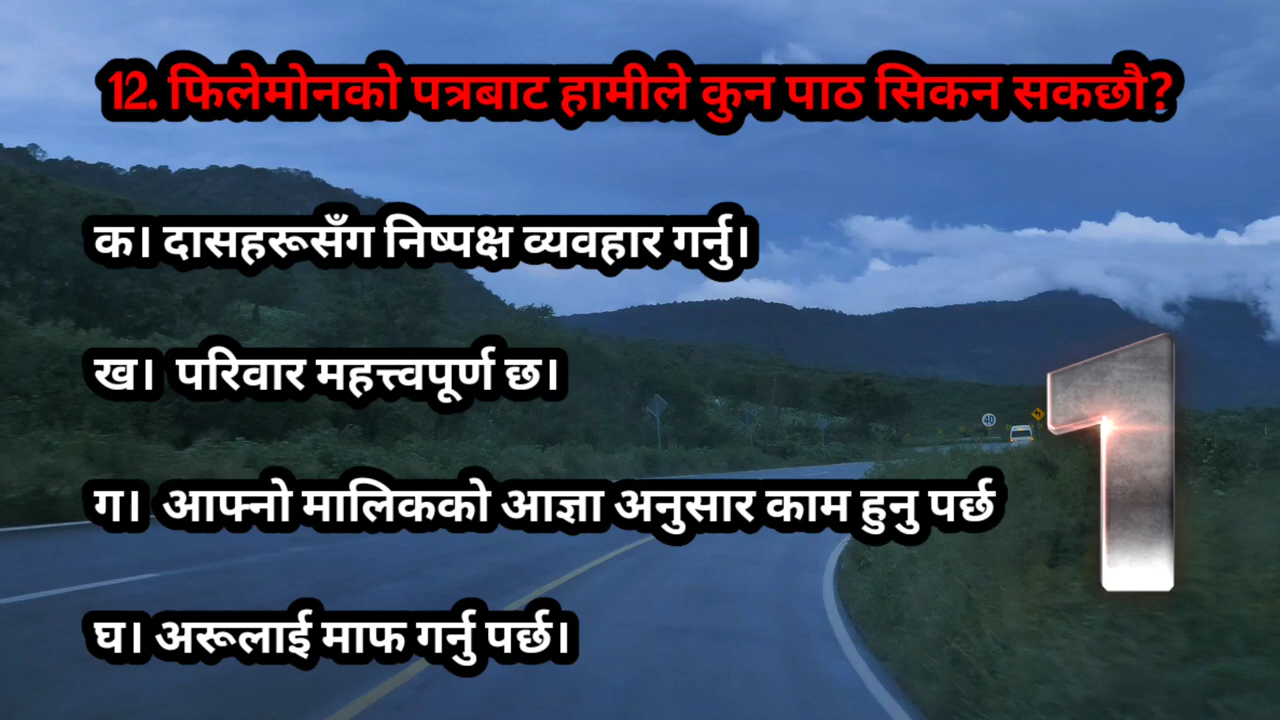 12. फिलेमोनको पत्रबाट हामीले कुन पाठ सिकन सकछौ?
क। दासहरूसँग निष्पक्ष व्यवहार गर्नु।
ख। परिवार महत्त्वपूर्ण छ।
40
1
ग। आफ्नो मालिकको आज्ञा अनुसार काम हुनु पर्छ
घ। अरूलाई माफ गर्नु पर्छ।